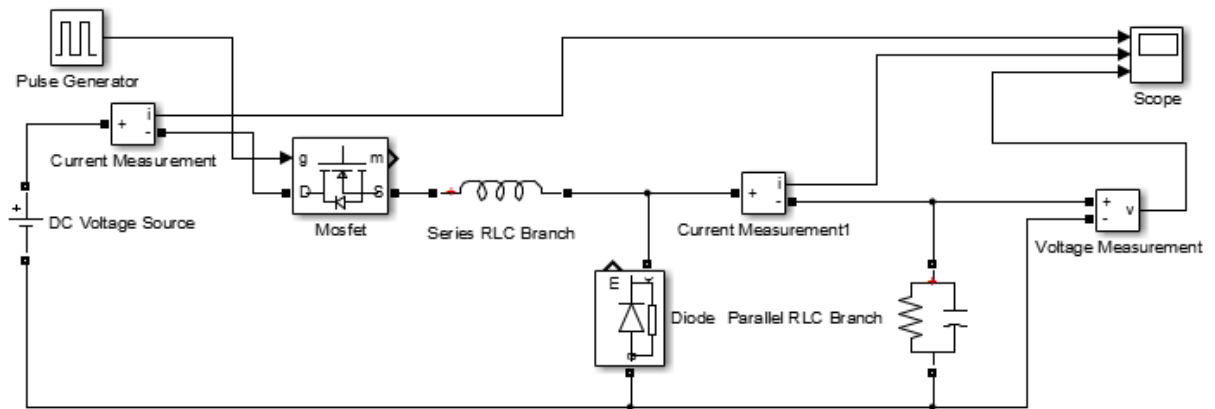 Pulse Generator
Scope
+
i
-
Current Measurement
g
m
D
S
Mosfet
+
DC Voltage Source
Series RLC Branch
+
i
-
Current Measurement1
+
-
v
Voltage Measurement
m
k
a
Diode
Parallel RLC Branch